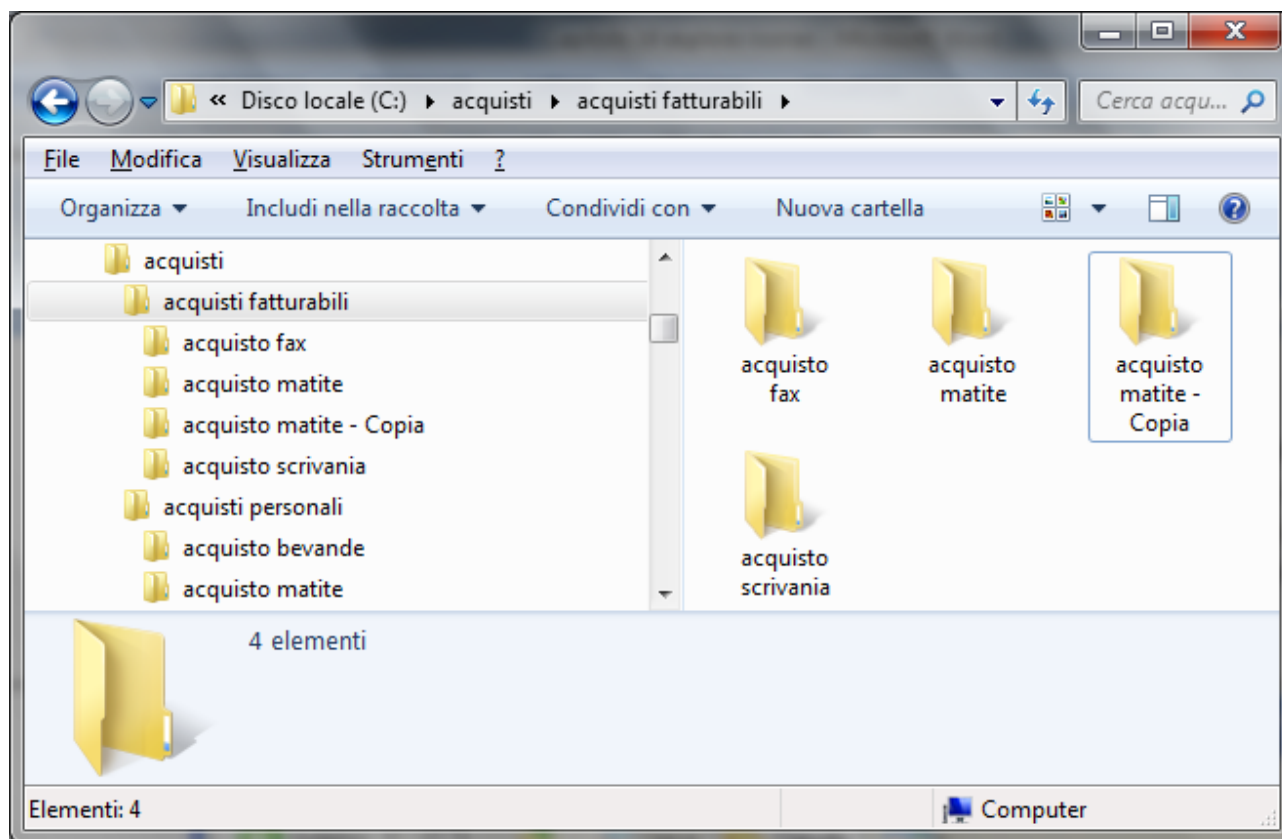 « Disco locale (C:) acquisti acquisti fatturabili
Cerca acqu...
File Modifica Visualizza Strumenti ?
Organizza Includi nella raccolta Condividi con Nuova cartella
acquisti
acquisti fatturabili
acquisto fax
acquisto matite
acquisto matite - Copia
acquisto scrivania
acquisti personali
acquisto bevande
acquisto matite
acquisto
fax
acquisto
matite
acquisto
matite -
Copia
acquisto
scrivania
4 elementi
Elementi: 4
Computer